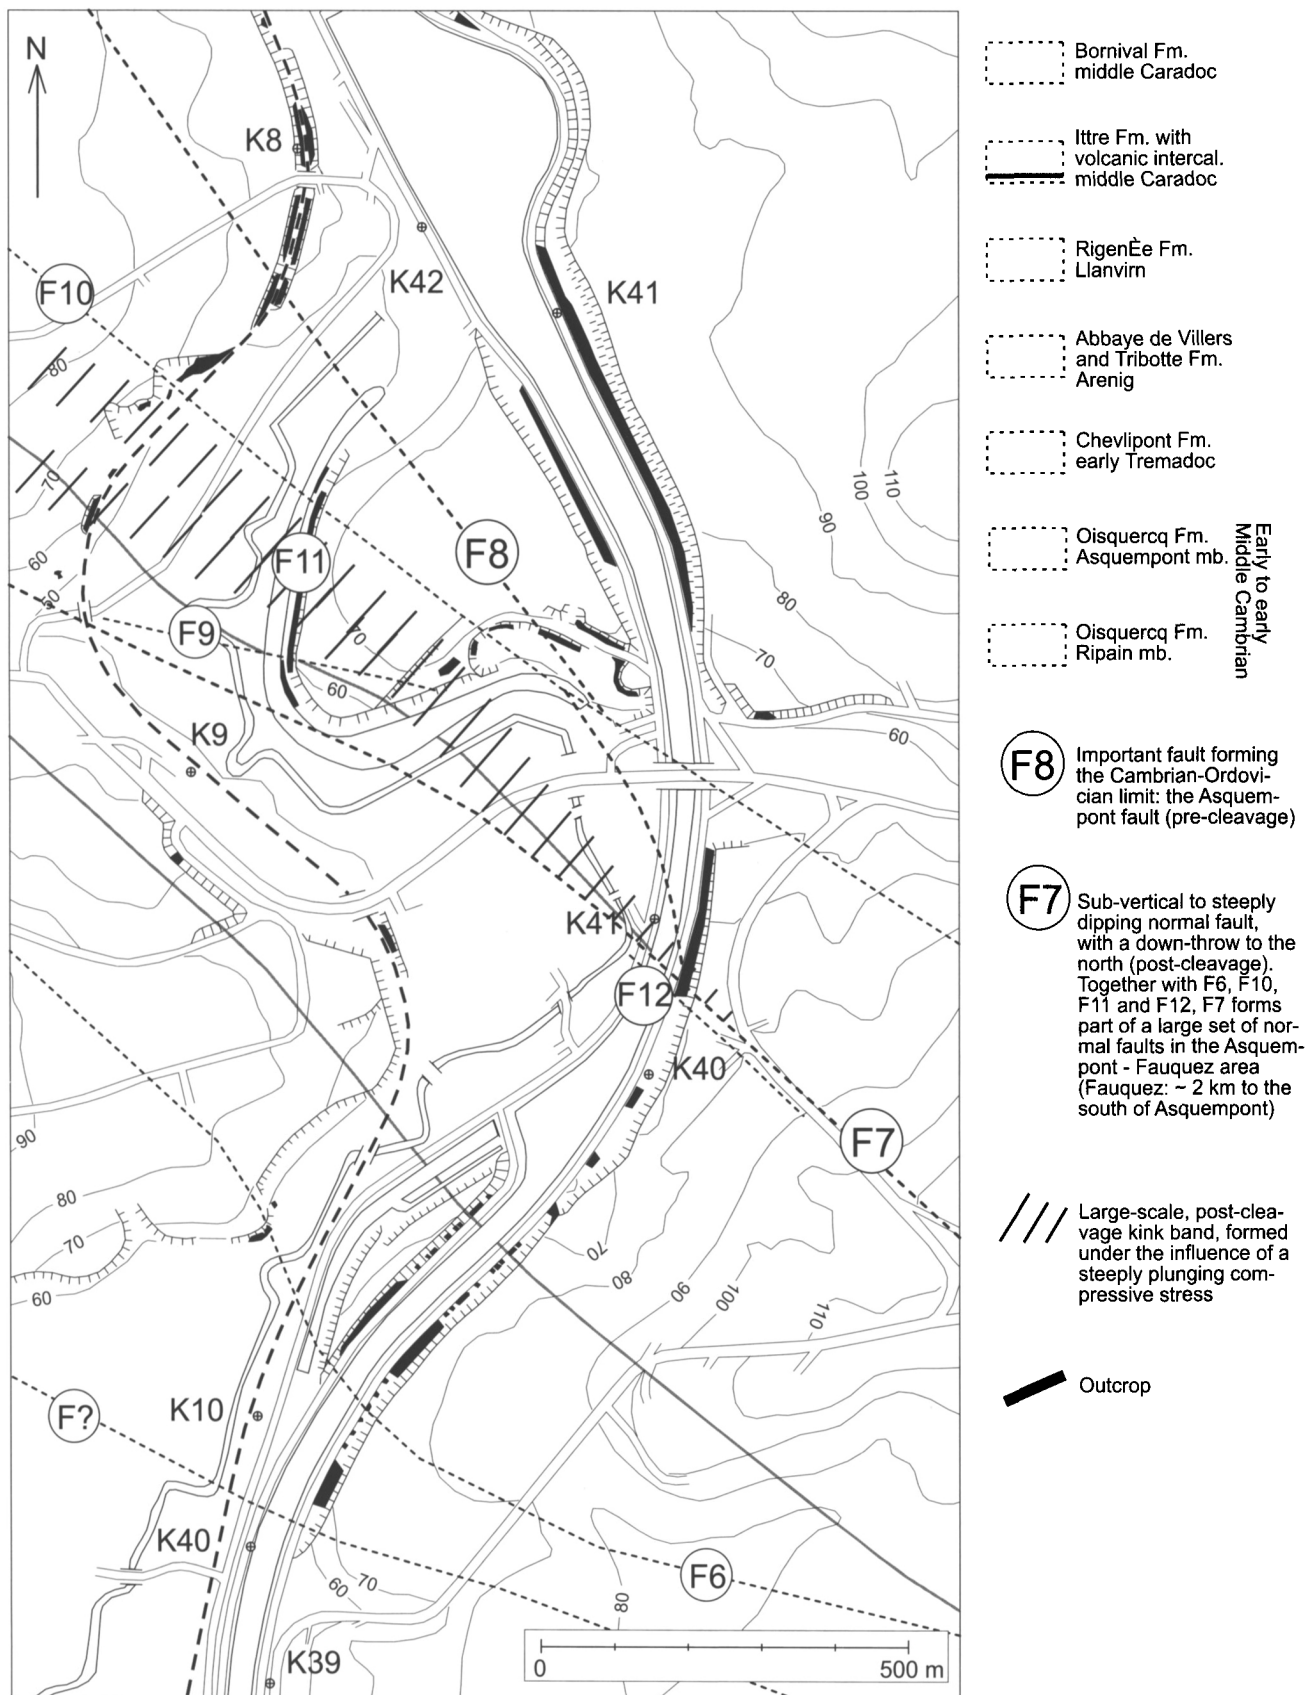 N
K8
K42
K41
F10
80
70
60
50
F11
F8
F9
70
60
K9
100
110
90
80
70
60
K41
F12
K40
F7
90
80
70
60
70
80
90
100
110
F?
K10
K40
60
70
F6
80
K39
0
500 m
Bornival Fm.
middle Caradoc
Ittre Fm. with
volcanic intercal.
middle Caradoc
RigenÈe Fm.
Llanvirn
Abbaye de Villers
and Tribotte Fm.
Arenig
Chevlipont Fm.
early Tremadoc
Oisquercq Fm.
Asquempont mb.
Oisquercq Fm.
Ripain mb.
Early to early
Middle Cambrian
F8
Important fault forming
the Cambrian-Ordovi-
cian limit: the Asquem-
pont fault (pre-cleavage)
F7
Sub-vertical to steeply
dipping normal fault,
with a down-throw to the
north (post-cleavage).
Together with F6, F10,
F11 and F12, F7 forms
part of a large set of nor-
mal faults in the Asquem-
pont - Fauquez area
(Fauquez: ~ 2 km to the
south of Asquempont)
Large-scale, post-clea-
vage kink band, formed
under the influence of a
steeply plunging com-
pressive stress
Outcrop